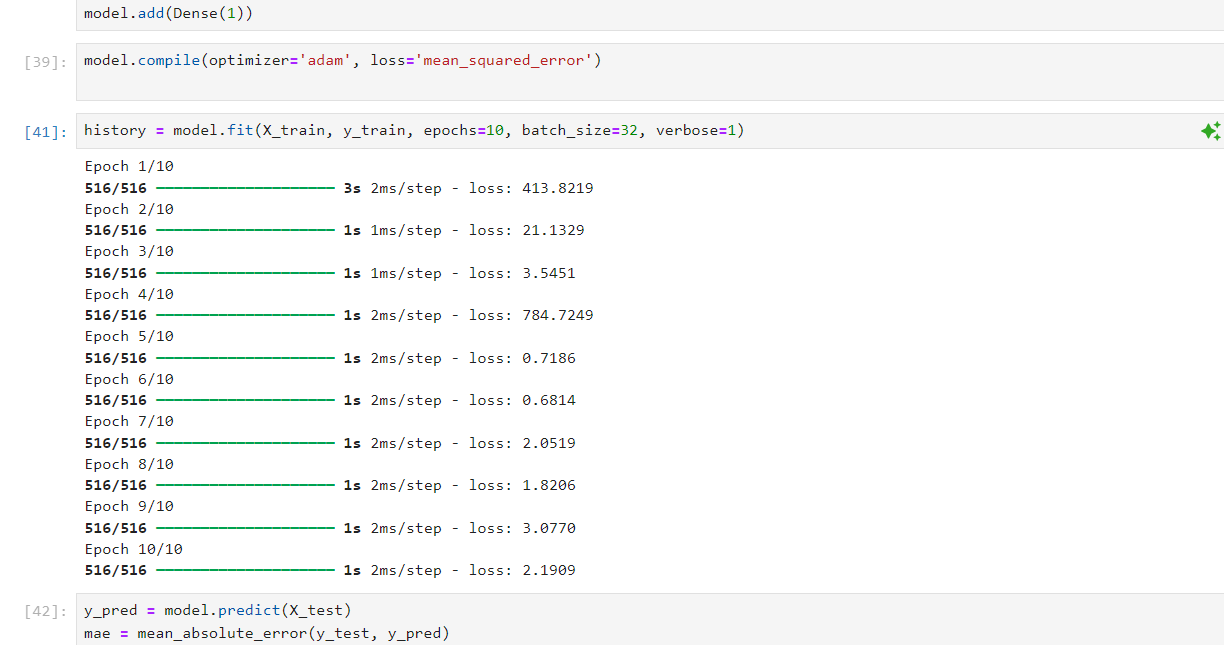 model.add(Dense(1))
[39]: model.compile(optimizer='adam', loss='mean_squared_error')
[41]: history = model.fit(X_train, y_train, epochs=10, batch_size=32, verbose=1)
Epoch 1/10
516/516 ━━━━━━━━━━━━━━━━━━━━ 3s 2ms/step - loss: 413.8219
Epoch 2/10
516/516 ━━━━━━━━━━━━━━━━━━━━ 1s 1ms/step - loss: 21.1329
Epoch 3/10
516/516 ━━━━━━━━━━━━━━━━━━━━ 1s 1ms/step - loss: 3.5451
Epoch 4/10
516/516 ━━━━━━━━━━━━━━━━━━━━ 1s 2ms/step - loss: 784.7249
Epoch 5/10
516/516 ━━━━━━━━━━━━━━━━━━━━ 1s 2ms/step - loss: 0.7186
Epoch 6/10
516/516 ━━━━━━━━━━━━━━━━━━━━ 1s 2ms/step - loss: 0.6814
Epoch 7/10
516/516 ━━━━━━━━━━━━━━━━━━━━ 1s 2ms/step - loss: 2.0519
Epoch 8/10
516/516 ━━━━━━━━━━━━━━━━━━━━ 1s 2ms/step - loss: 1.8206
Epoch 9/10
516/516 ━━━━━━━━━━━━━━━━━━━━ 1s 2ms/step - loss: 3.0770
Epoch 10/10
516/516 ━━━━━━━━━━━━━━━━━━━━ 1s 2ms/step - loss: 2.1909
[42]: y_pred = model.predict(X_test)
mae = mean_absolute_error(y_test, y_pred)